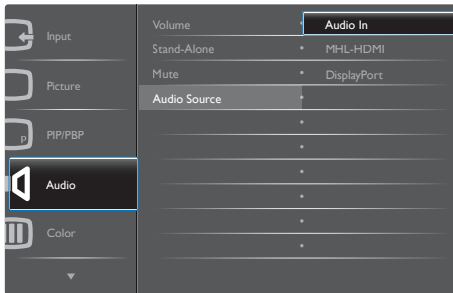 Input
Picture
P
PIP/PBP
Audio
Color
Volume
Stand-Alone
Mute
Audio Source
Audio In
MHL-HDMI
DisplayPort